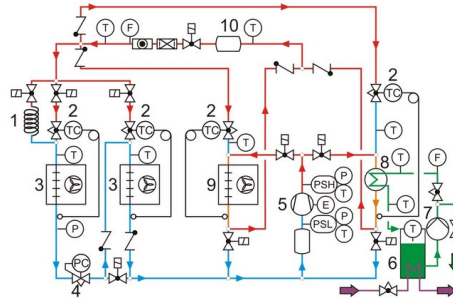 10
T F T
1 2 2 2 2
TC TC TC TC
T T T T T F
3 3 9 8
PSH P T
5 E
PSL P T
T 7
P PC
4 6